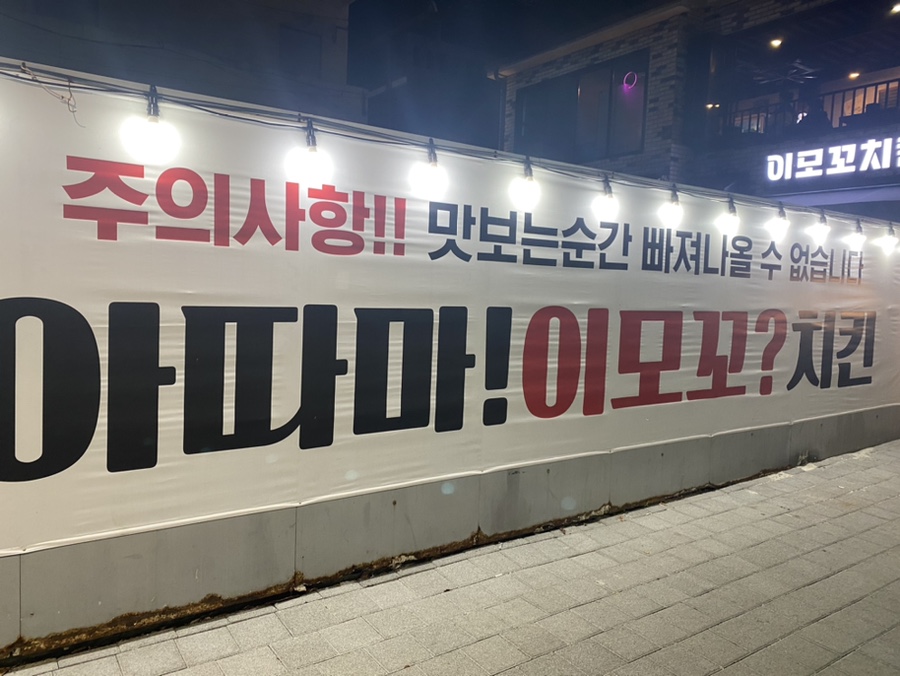 이모꼬치킨
주의사항!! 맛보는순간 빠져나올 수 없습니다
아따마!이모꼬?치킨